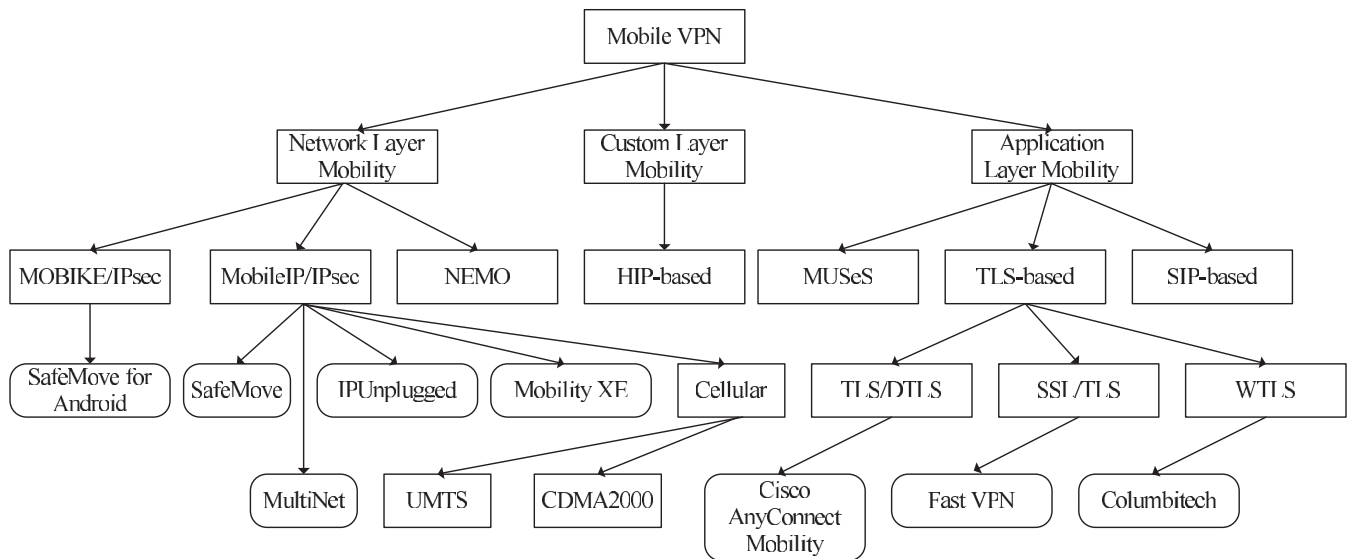 Mobile VPN
Network Layer
Mobility
Custom Layer
Mobility
Application
Layer Mobility
MOBIKE/IPsec
MobileIP/IPsec
NEMO
HIP-based
MUSeS
TLS-based
SIP-based
SafeMove for
Android
SafeMove
IPUnplugged
Mobility XE
Cellular
TLS/DTLS
SSL/TLS
WTLS
MultiNet
UMTS
CDMA2000
Cisco
AnyConnect
Mobility
Fast VPN
Columbitech